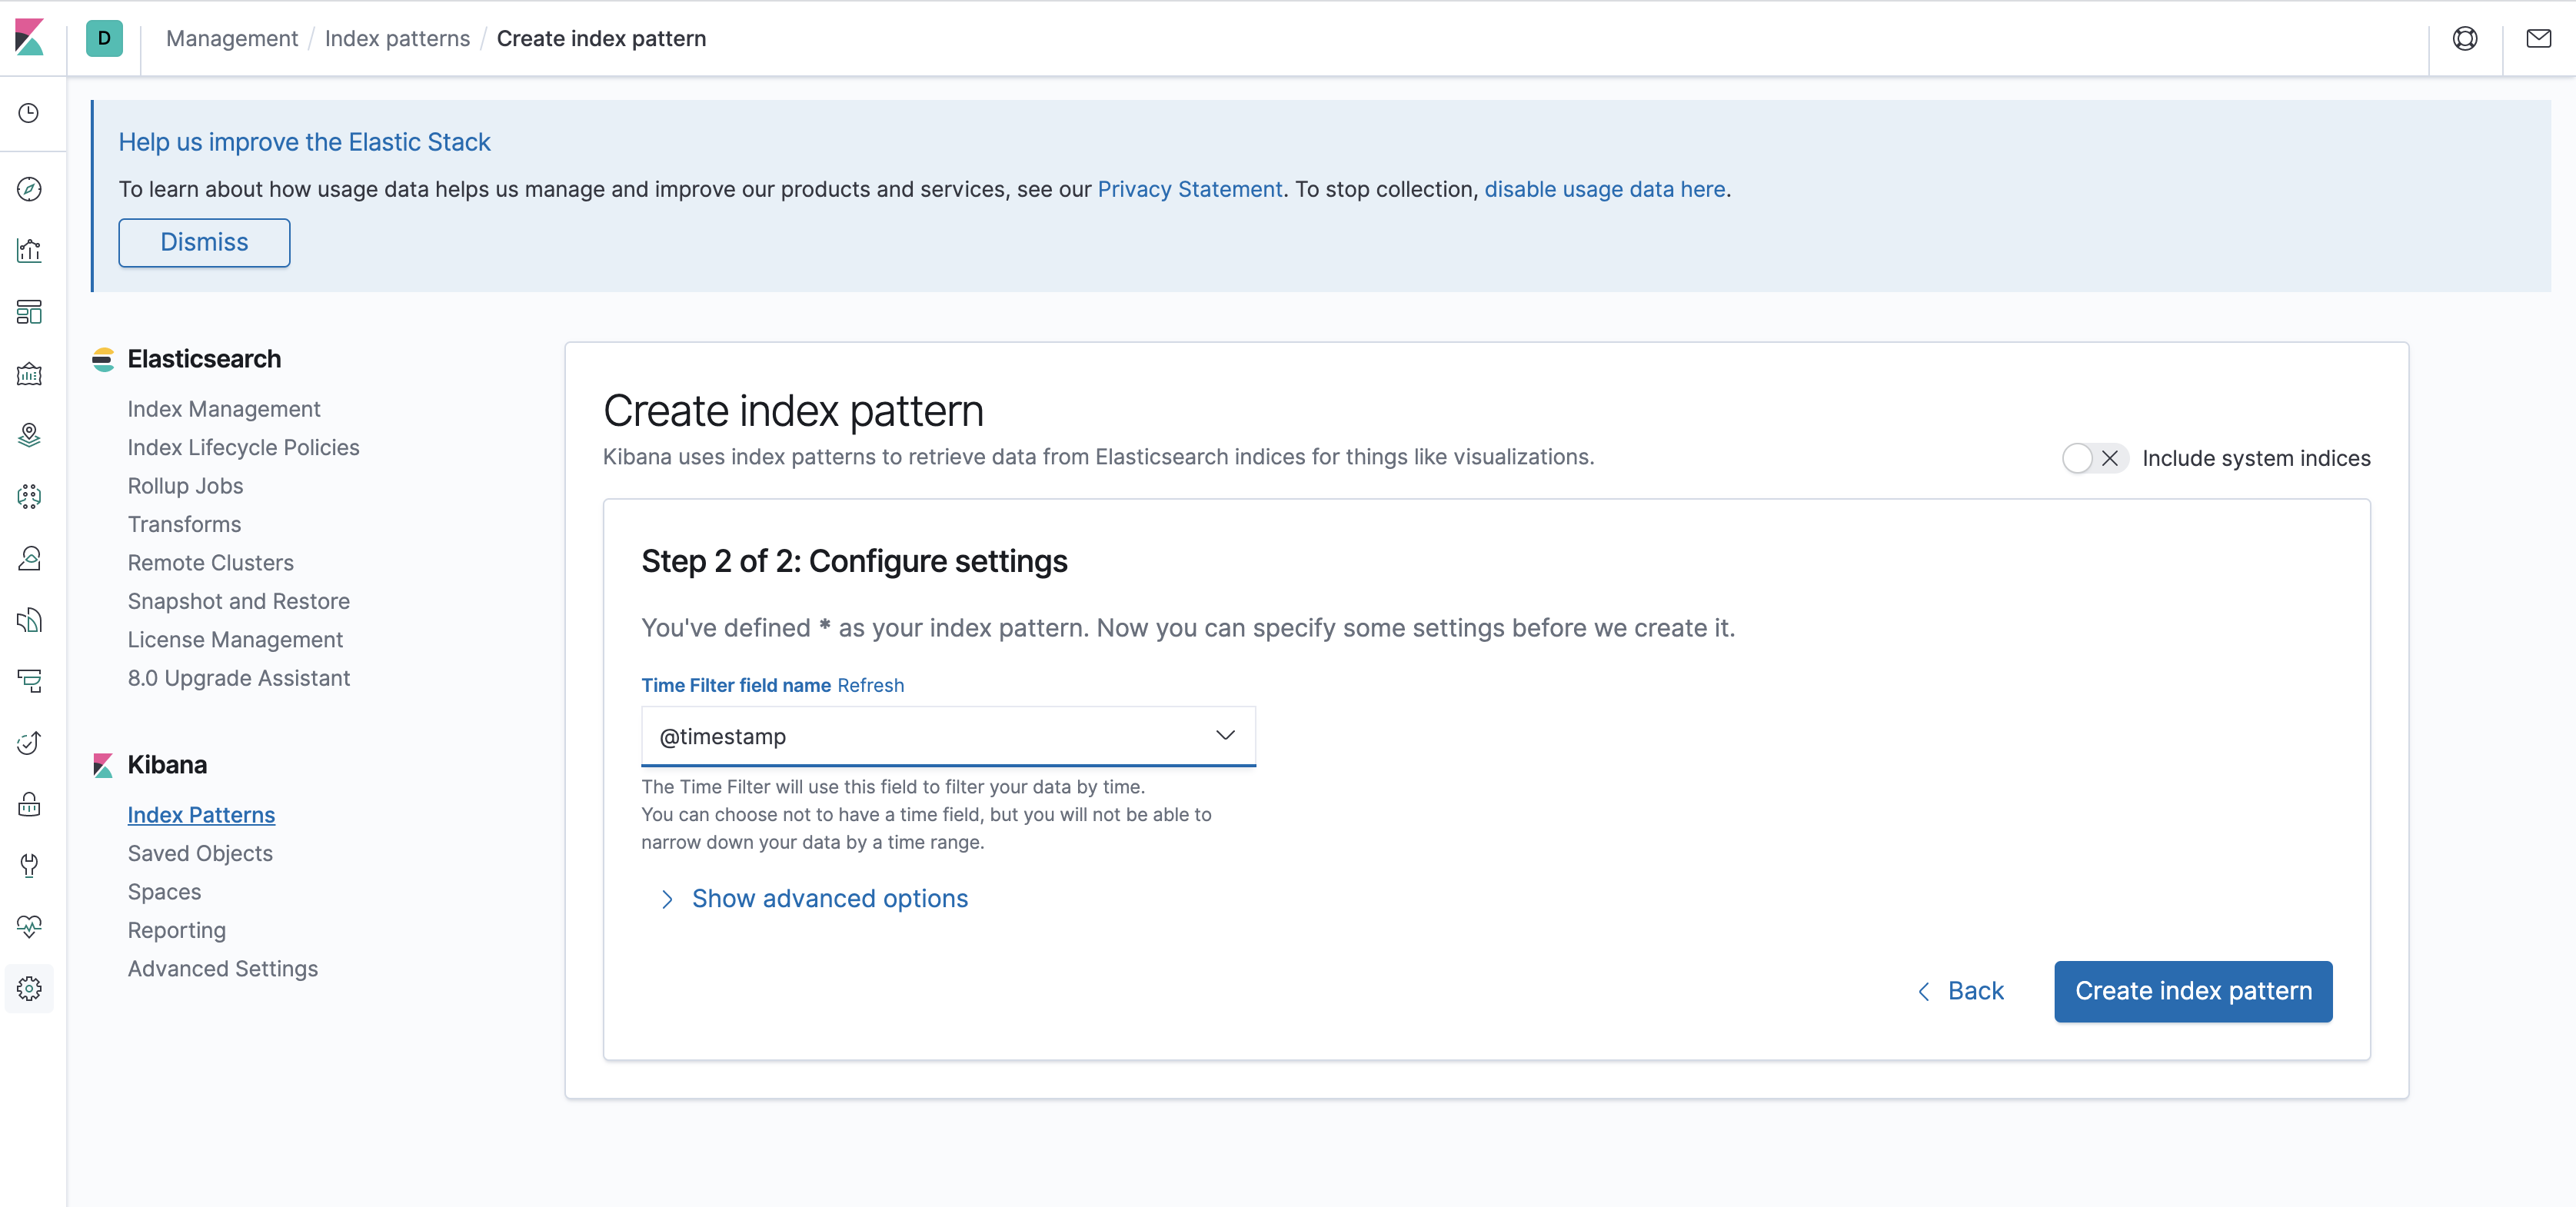 D
Management / Index patterns / Create index pattern
Help us improve the Elastic Stack
To learn about how usage data helps us manage and improve our products and services, see our Privacy Statement. To stop collection, disable usage data here.
Dismiss
Elasticsearch
Index Management
Index Lifecycle Policies
Rollup Jobs
Transforms
Remote Clusters
Snapshot and Restore
License Management
8.0 Upgrade Assistant
Kibana
Index Patterns
Saved Objects
Spaces
Reporting
Advanced Settings
Create index pattern
Kibana uses index patterns to retrieve data from Elasticsearch indices for things like visualizations.
Include system indices
Step 2 of 2: Configure settings
You've defined * as your index pattern. Now you can specify some settings before we create it.
Time Filter field name Refresh
@timestamp
The Time Filter will use this field to filter your data by time.
You can choose not to have a time field, but you will not be able to
narrow down your data by a time range.
Show advanced options
Back
Create index pattern